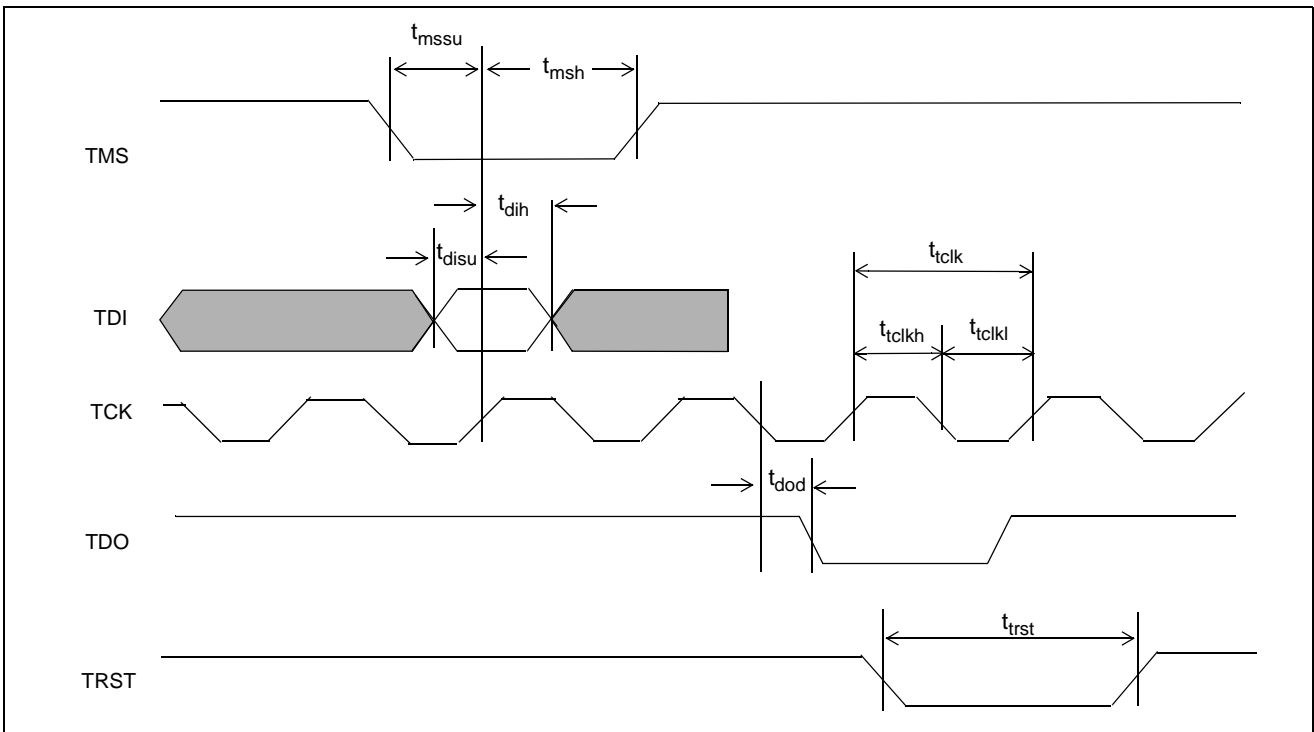 tmssu
tmsh
TMS
tdih
tdisu
ttclk
TDI
ttclkh
ttclkl
TCK
tdod
TDO
ttrst
TRST